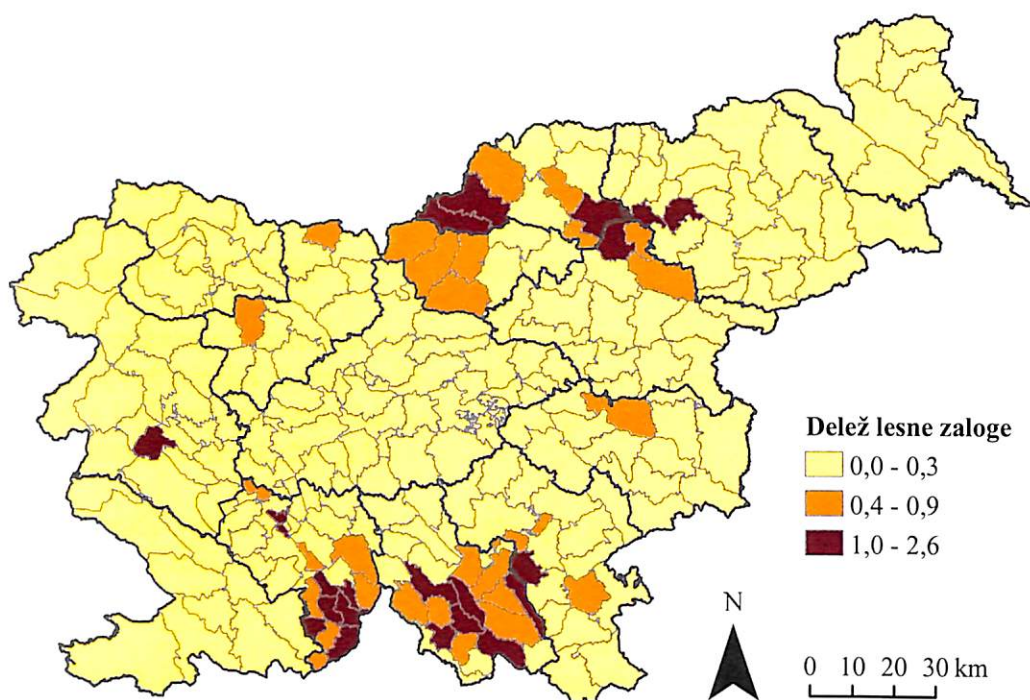 Delež lesne zaloge
0,0 - 0,3
0,4 - 0,9
1,0 - 2,6
N
0 10 20 30 km